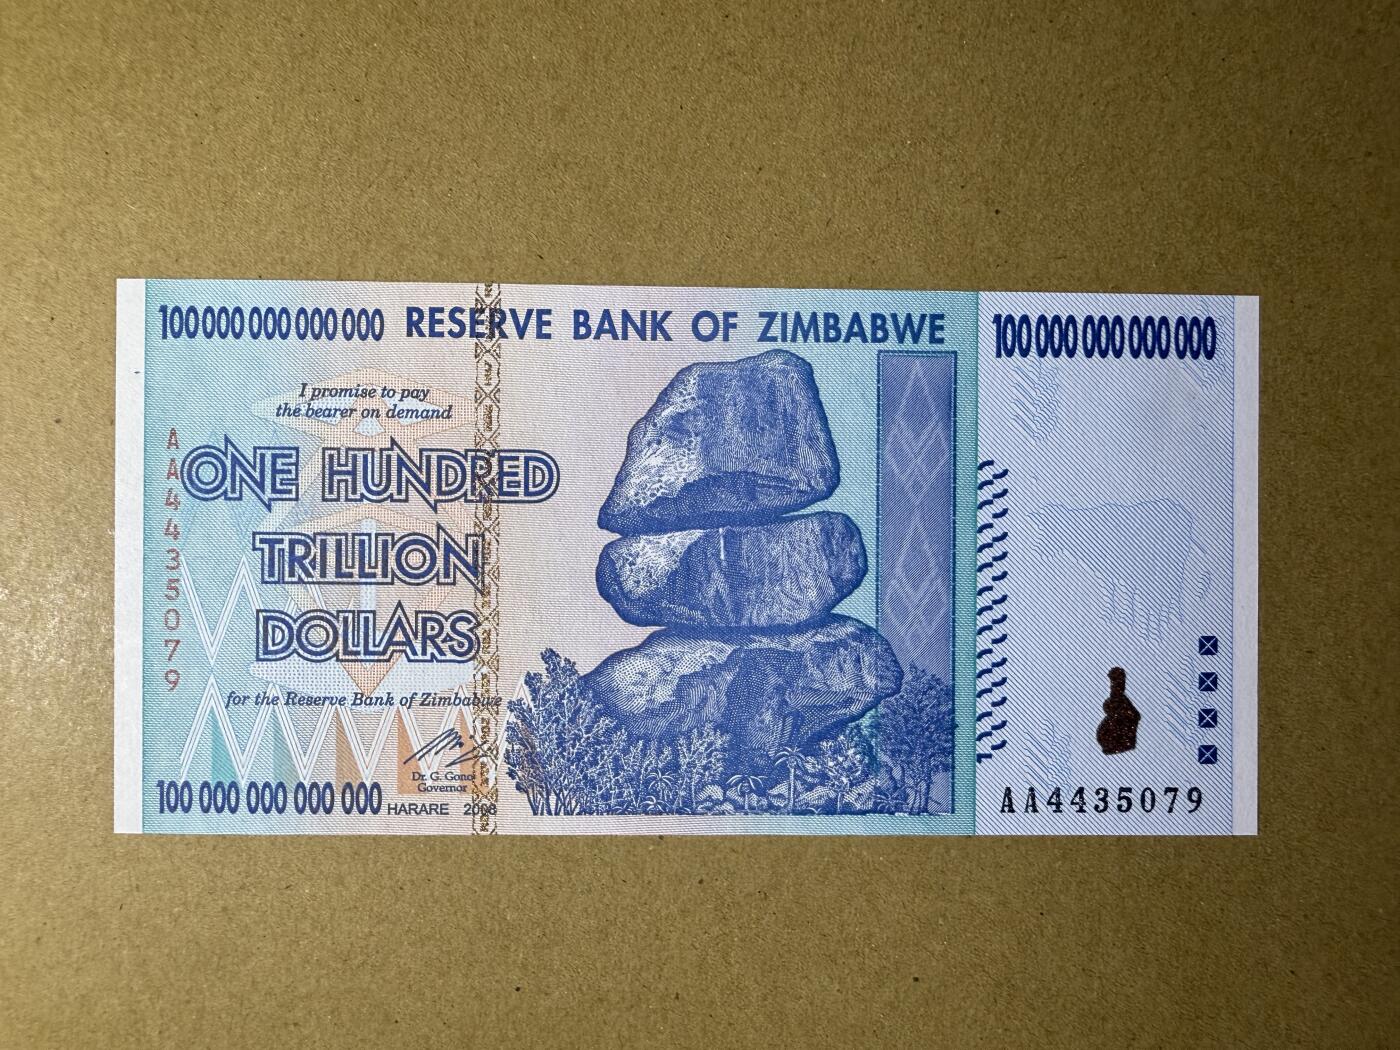 100 000 000 000 000 RESERVE BANK OF ZIMBABWE 100 000 000 000 000
I promise to pay
the bearer on demand
ONE HUNDRED
TRILLION
DOLLARS
for the Reserve Bank of Zimbabwe
Dr. G. Gono
Governor
100 000 000 000 000 HARARE 2008
AA4435079
AA4435079